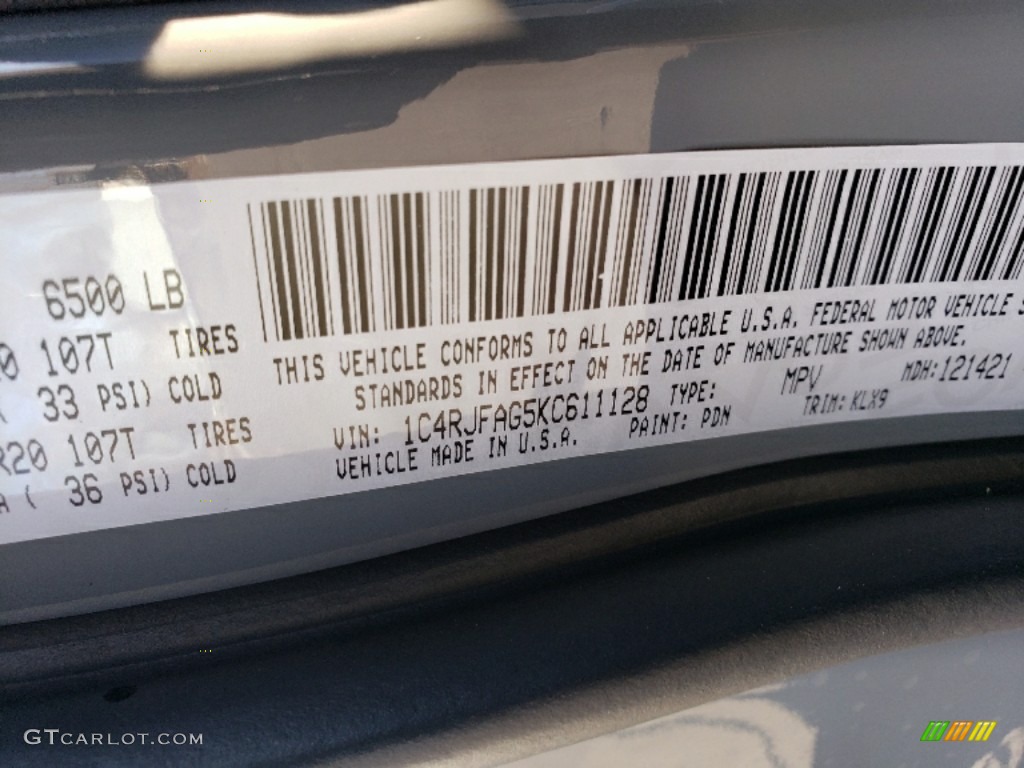 6500 LB
107T TIRES
33 PSI) COLD
R20 107T TIRES
( 36 PSI) COLD
THIS VEHICLE CONFORMS TO ALL APPLICABLE U.S.A. FEDERAL MOTOR VEHICLE S
STANDARDS IN EFFECT ON THE DATE OF MANUFACTURE SHOWN ABOVE.
VIN: 1C4RJFAG5KC611128 TYPE: MPV MDH:121421
VEHICLE MADE IN U.S.A. PAINT: PDN TRIM: KLX9
GTCARLOT.COM